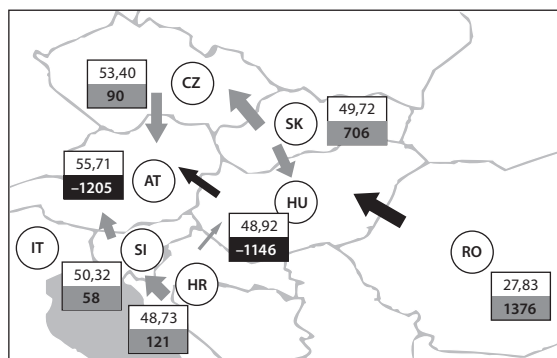 53,40
90
CZ
49,72
706
SK
55,71
–1205
AT
HU
48,92
–1146
IT
SI
RO
50,32
58
HR
27,83
1376
48,73
121